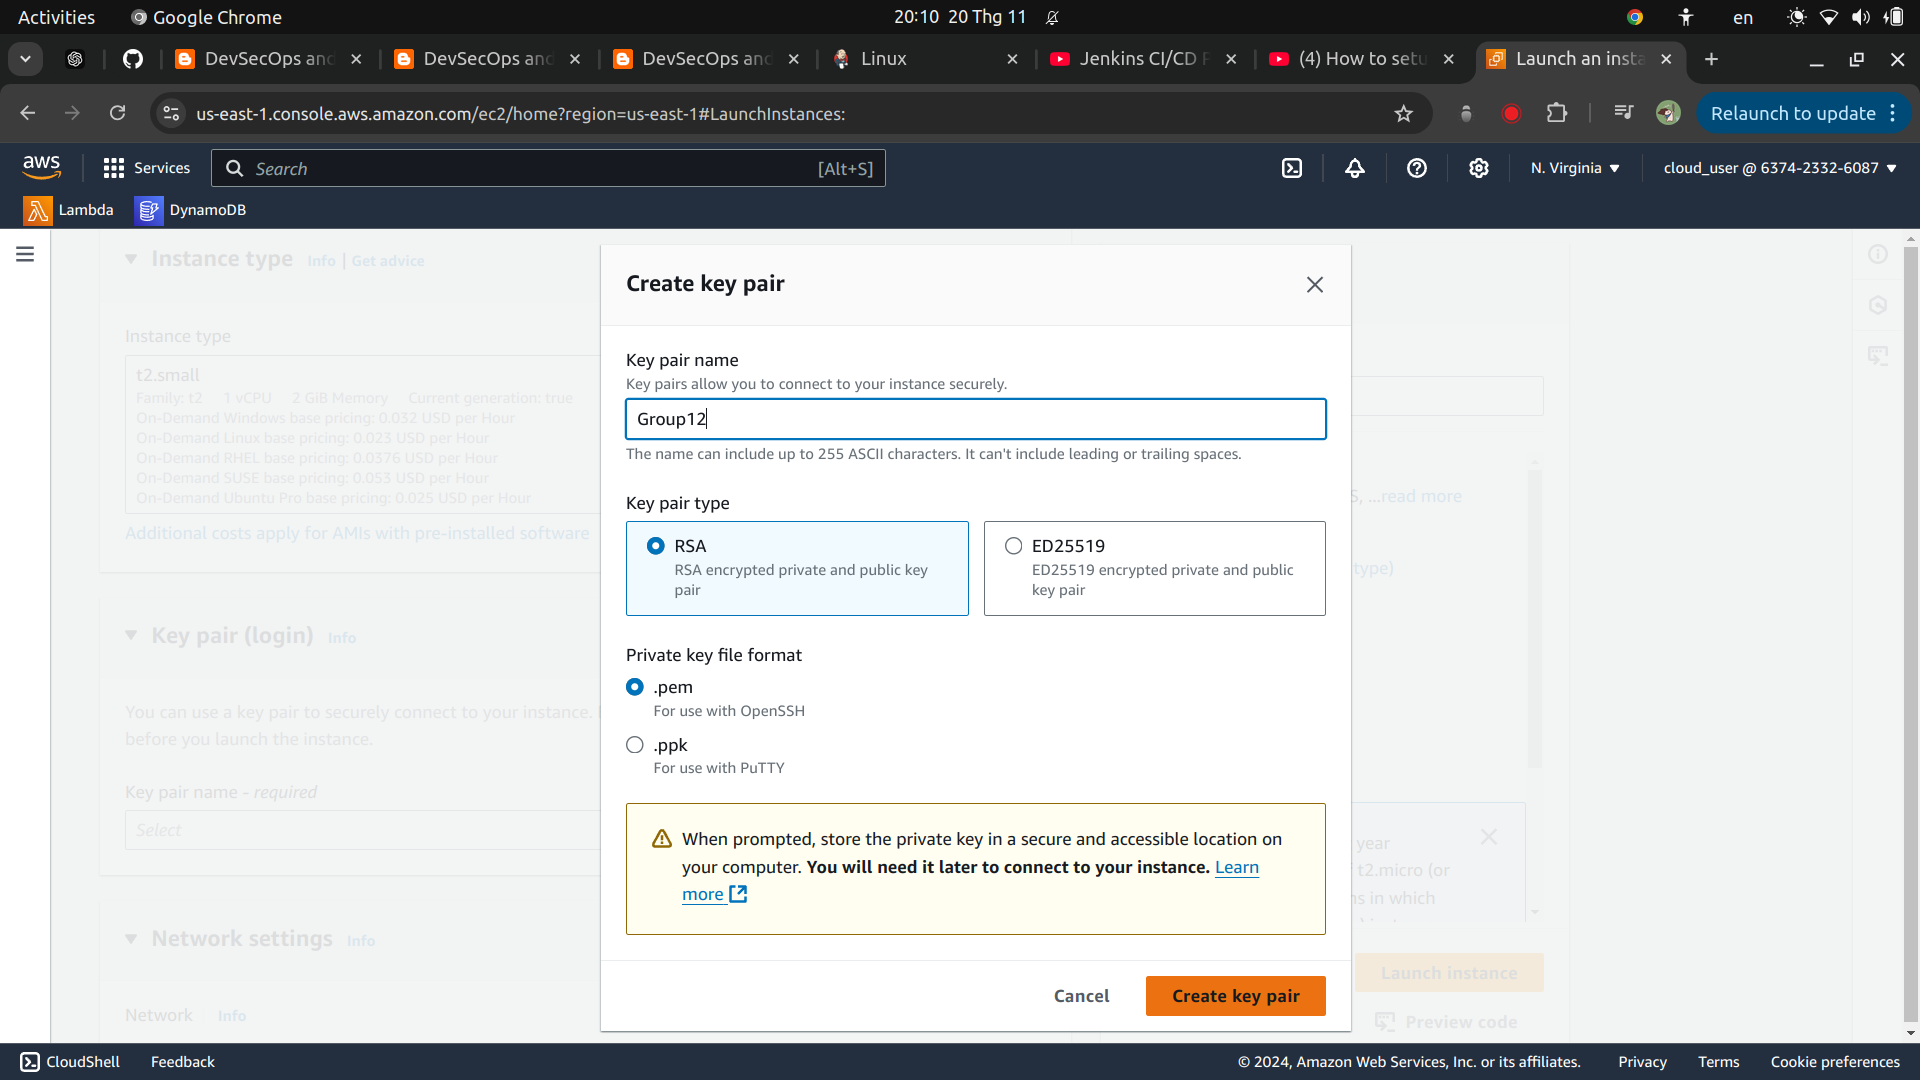 Activities
Google Chrome
20:10 20 Thg 11
en
DevSecOps and
DevSecOps and
DevSecOps and
Linux
Jenkins CI/CD P
(4) How to setu
Launch an insta
us-east-1.console.aws.amazon.com/ec2/home?region=us-east-1#LaunchInstances:
Relaunch to update
aws
Services
Search
[Alt+S]
N. Virginia
cloud_user @ 6374-2332-6087
Lambda
DynamoDB
Instance type
Info | Get advice
Instance type
t2.small
Family: t2 1 vCPU 2 GiB Memory Current generation: true
On-Demand Windows base pricing: 0.032 USD per Hour
On-Demand Linux base pricing: 0.023 USD per Hour
On-Demand RHEL base pricing: 0.0376 USD per Hour
On-Demand SUSE base pricing: 0.053 USD per Hour
On-Demand Ubuntu Pro base pricing: 0.025 USD per Hour
Additional costs apply for AMIs with pre-installed software
Key pair (login) Info
You can use a key pair to securely connect to your instance.
before you launch the instance.
Key pair name - required
Select
Network settings Info
Network Info
Create key pair
Key pair name
Key pairs allow you to connect to your instance securely.
Group12
The name can include up to 255 ASCII characters. It can't include leading or trailing spaces.
Key pair type
RSA
RSA encrypted private and public key
pair
ED25519
ED25519 encrypted private and public
key pair
Private key file format
.pem
For use with OpenSSH
.ppk
For use with PuTTY
When prompted, store the private key in a secure and accessible location on
your computer. You will need it later to connect to your instance. Learn
more
Cancel
Create key pair
...read more
type)
year
t2.micro (or
ns in which
Launch instance
Preview code
CloudShell
Feedback
© 2024, Amazon Web Services, Inc. or its affiliates.
Privacy
Terms
Cookie preferences